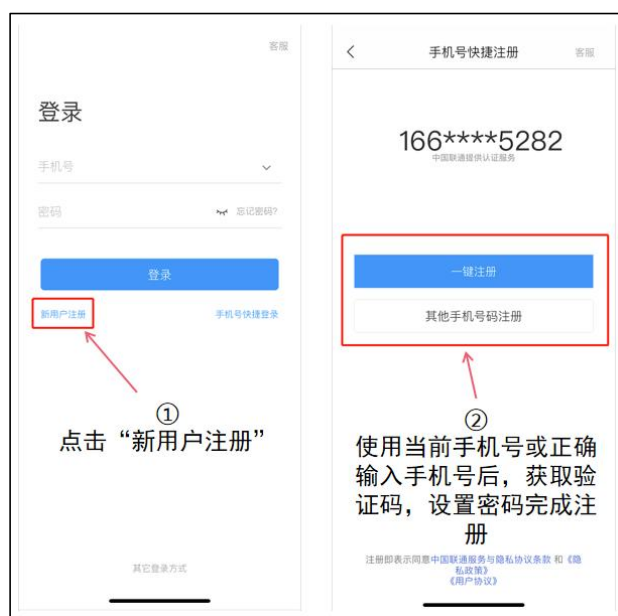 客服
登录
手机号
密码
忘记密码?
登录
新用户注册
手机号快捷登录
①
点击“新用户注册”
其它登录方式
手机号快捷注册
客服
166****5282
中国联通提供认证服务
一键注册
其他手机号码注册
②
使用当前手机号或正确
输入手机号后，获取验
证码，设置密码完成注
册
注册即表示同意中国联通服务与隐私协议条款 和《隐
私政策》
《用户协议》